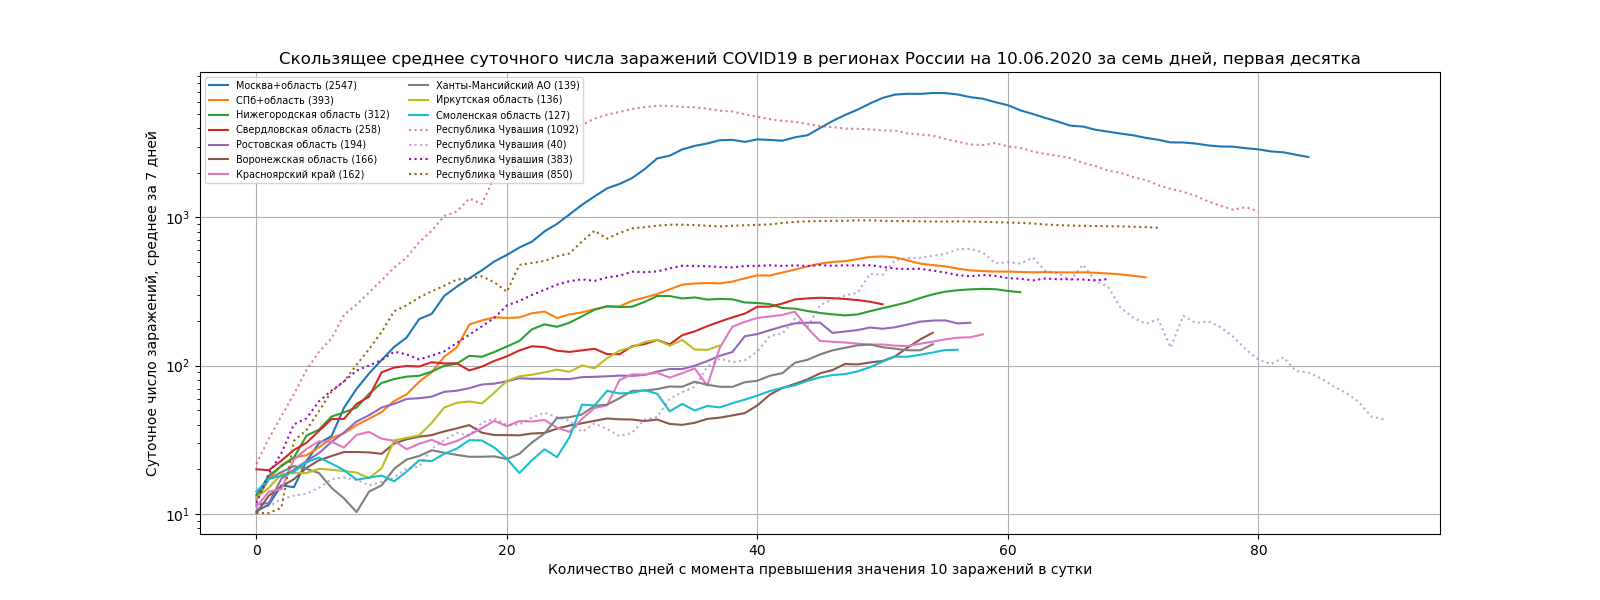 Скользящее среднее суточного числа заражений COVID19 в регионах России на 10.06.2020 за семь дней, первая десятка
Москва+область (2547)
СПб+область (393)
Нижегородская область (312)
Свердловская область (258)
Ростовская область (194)
Воронежская область (166)
Красноярский край (162)
Ханты-Мансийский АО (139)
Иркутская область (136)
Смоленская область (127)
Республика Чувашия (1092)
Республика Чувашия (40)
Республика Чувашия (383)
Республика Чувашия (850)
Суточное число заражений, среднее за 7 дней
10³
10²
10¹
0 20 40 60 80
Количество дней с момента превышения значения 10 заражений в сутки